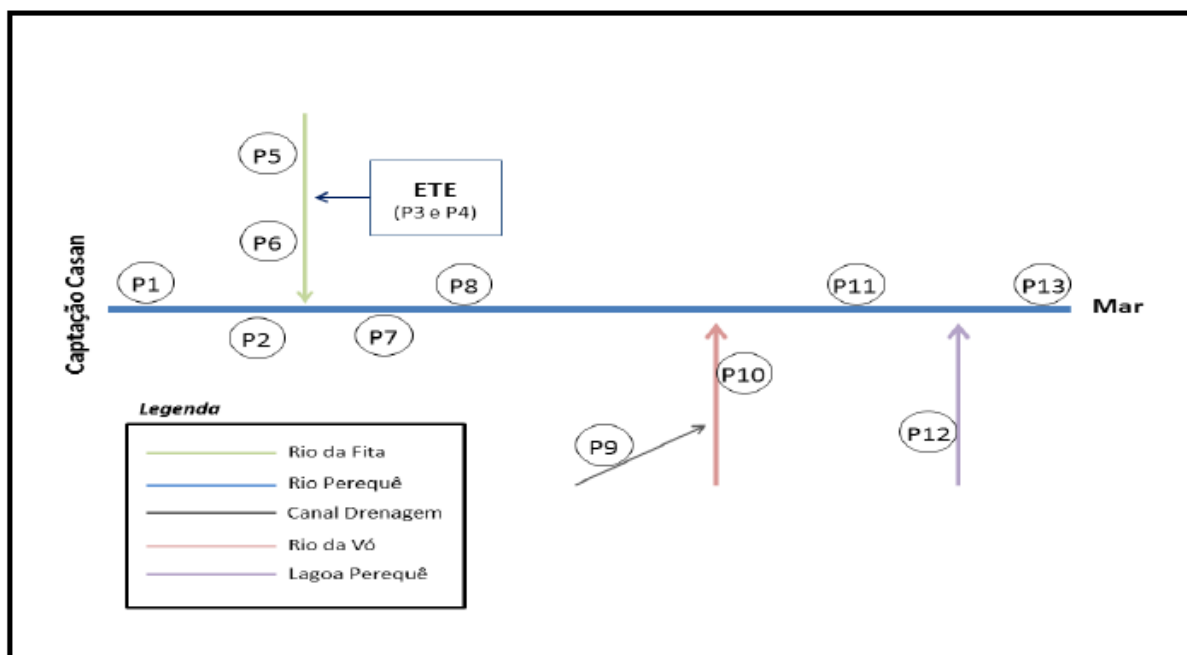 P5
ETE
(P3 e P4)
P6
Captação Casan
P1
P8
P11
P13
Mar
P2
P7
P10
P9
P12
Legenda
Rio da Fita
Rio Perequê
Canal Drenagem
Rio da Vó
Lagoa Perequê